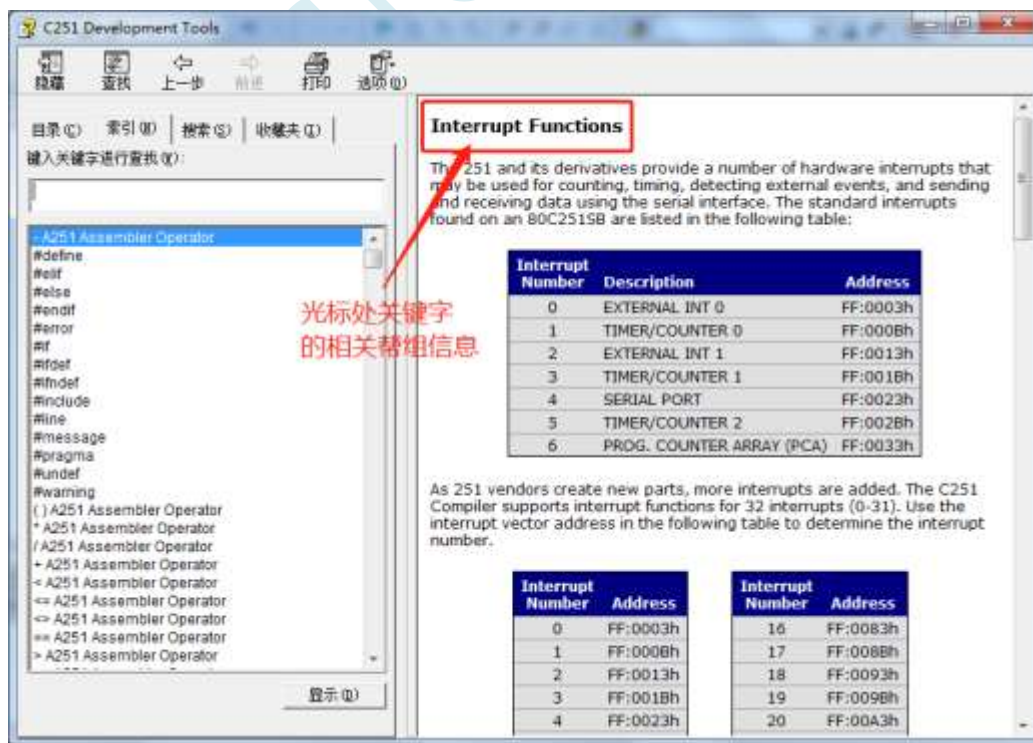 C251 Development Tools
隐藏 查找 上一步 前进 打印 选项(O)
目录(C) 索引(N) 搜索(S) 收藏夹(I)
键入关键字进行查找(W):
- A251 Assembler Operator
#define
#elif
#else
#endif
#error
#if
#ifdef
#ifndef
#include
#line
#message
#pragma
#undef
#warning
( ) A251 Assembler Operator
* A251 Assembler Operator
/ A251 Assembler Operator
+ A251 Assembler Operator
< A251 Assembler Operator
<= A251 Assembler Operator
<> A251 Assembler Operator
== A251 Assembler Operator
> A251 Assembler Operator
显示(D)
光标处关键字
的相关帮组信息
Interrupt Functions
The 251 and its derivatives provide a number of hardware interrupts that
may be used for counting, timing, detecting external events, and sending
and receiving data using the serial interface. The standard interrupts
found on an 80C251SB are listed in the following table:
Interrupt
Number Description Address
0 EXTERNAL INT 0 FF:0003h
1 TIMER/COUNTER 0 FF:000Bh
2 EXTERNAL INT 1 FF:0013h
3 TIMER/COUNTER 1 FF:001Bh
4 SERIAL PORT FF:0023h
5 TIMER/COUNTER 2 FF:002Bh
6 PROG. COUNTER ARRAY (PCA) FF:0033h
As 251 vendors create new parts, more interrupts are added. The C251
Compiler supports interrupt functions for 32 interrupts (0-31). Use the
interrupt vector address in the following table to determine the interrupt
number.
Interrupt
Number Address
0 FF:0003h
1 FF:000Bh
2 FF:0013h
3 FF:001Bh
4 FF:0023h
Interrupt
Number Address
16 FF:0083h
17 FF:008Bh
18 FF:0093h
19 FF:009Bh
20 FF:00A3h